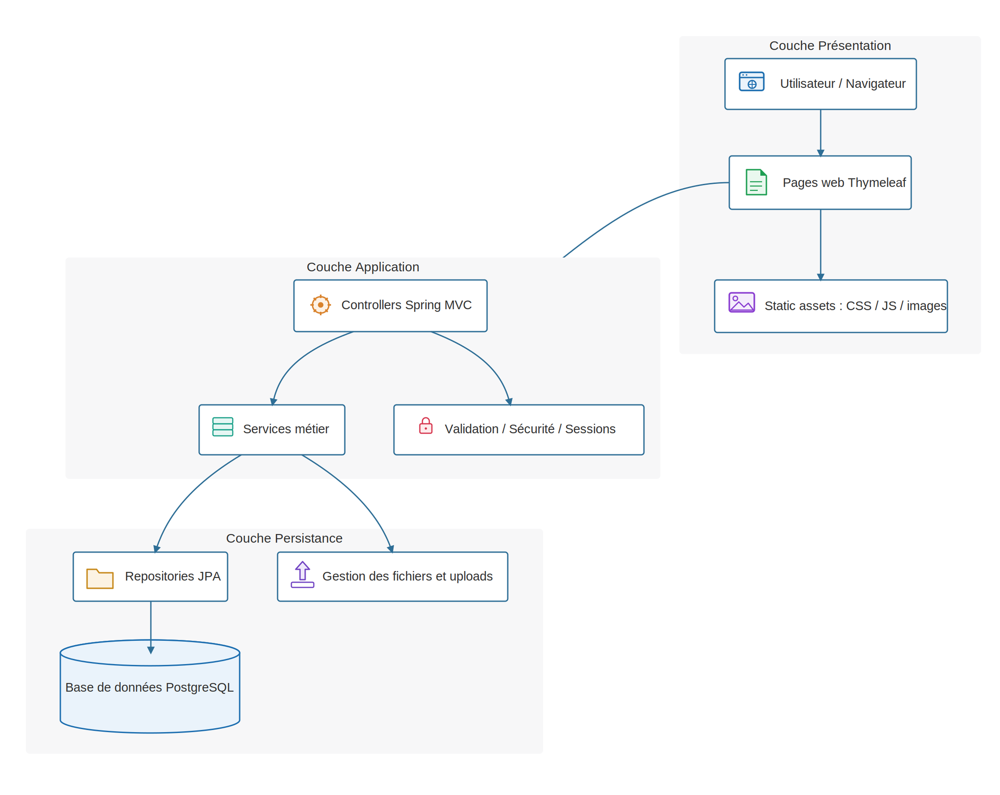 Couche Présentation
Utilisateur / Navigateur
Pages web Thymeleaf
Static assets : CSS / JS / images
Couche Application
Controllers Spring MVC
Services métier
Validation / Sécurité / Sessions
Couche Persistance
Repositories JPA
Gestion des fichiers et uploads
Base de données PostgreSQL